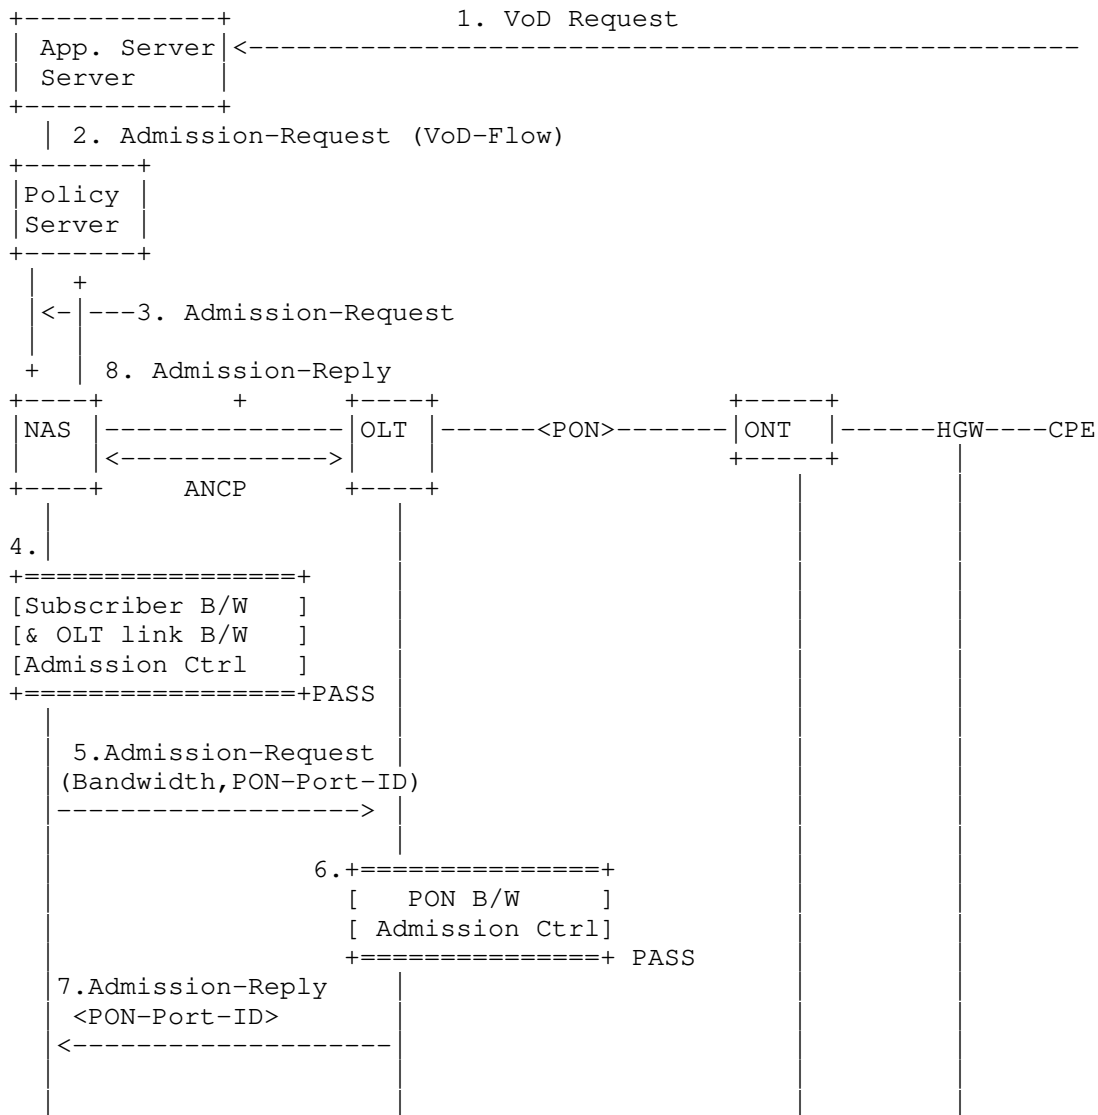 1. VoD Request
App. Server
Server
2. Admission-Request (VoD-Flow)
Policy
Server
3. Admission-Request
8. Admission-Reply
NAS OLT <PON> ONT HGW CPE
ANCP
4.
[Subscriber B/W ]
[& OLT link B/W ]
[Admission Ctrl ]
PASS
5.Admission-Request
(Bandwidth,PON-Port-ID)
6.
[ PON B/W ]
[ Admission Ctrl]
PASS
7.Admission-Reply
<PON-Port-ID>